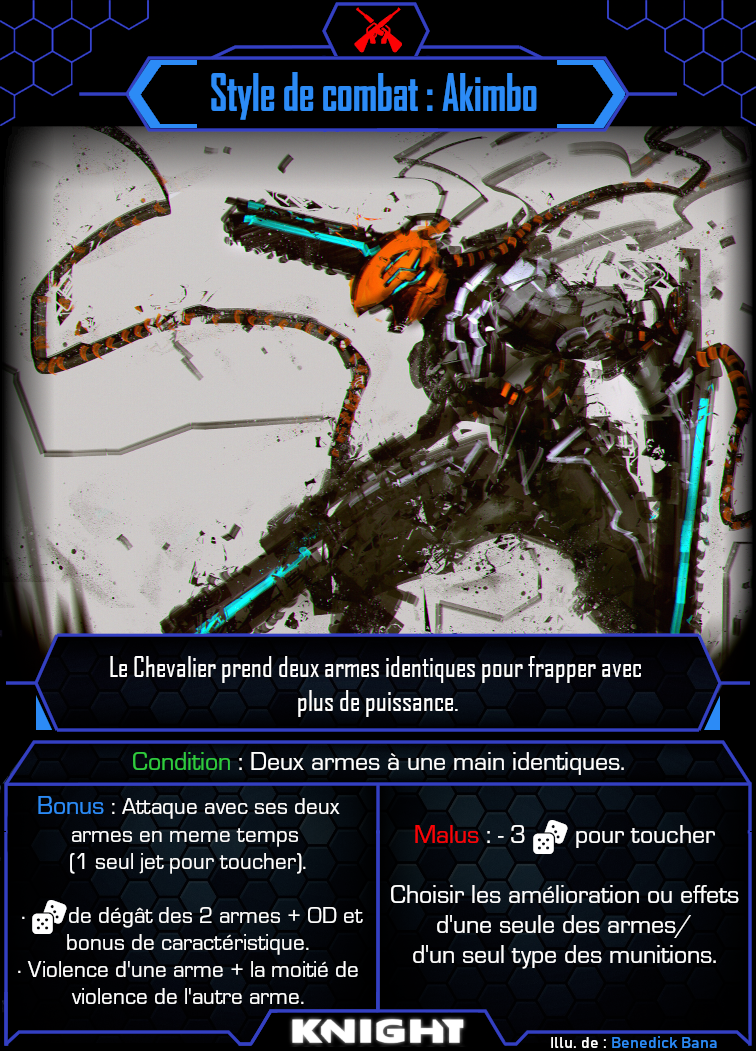 Style de combat : Akimbo
Le Chevalier prend deux armes identiques pour frapper avec
plus de puissance.
Condition : Deux armes à une main identiques.
Bonus : Attaque avec ses deux
armes en meme temps
(1 seul jet pour toucher).
· de dégât des 2 armes + OD et
bonus de caractéristique.
· Violence d'une arme + la moitié de
violence de l'autre arme.
Malus : - 3 pour toucher
Choisir les amélioration ou effets
d'une seule des armes/
d'un seul type des munitions.
KNIGHT
Illu. de : Benedick Bana